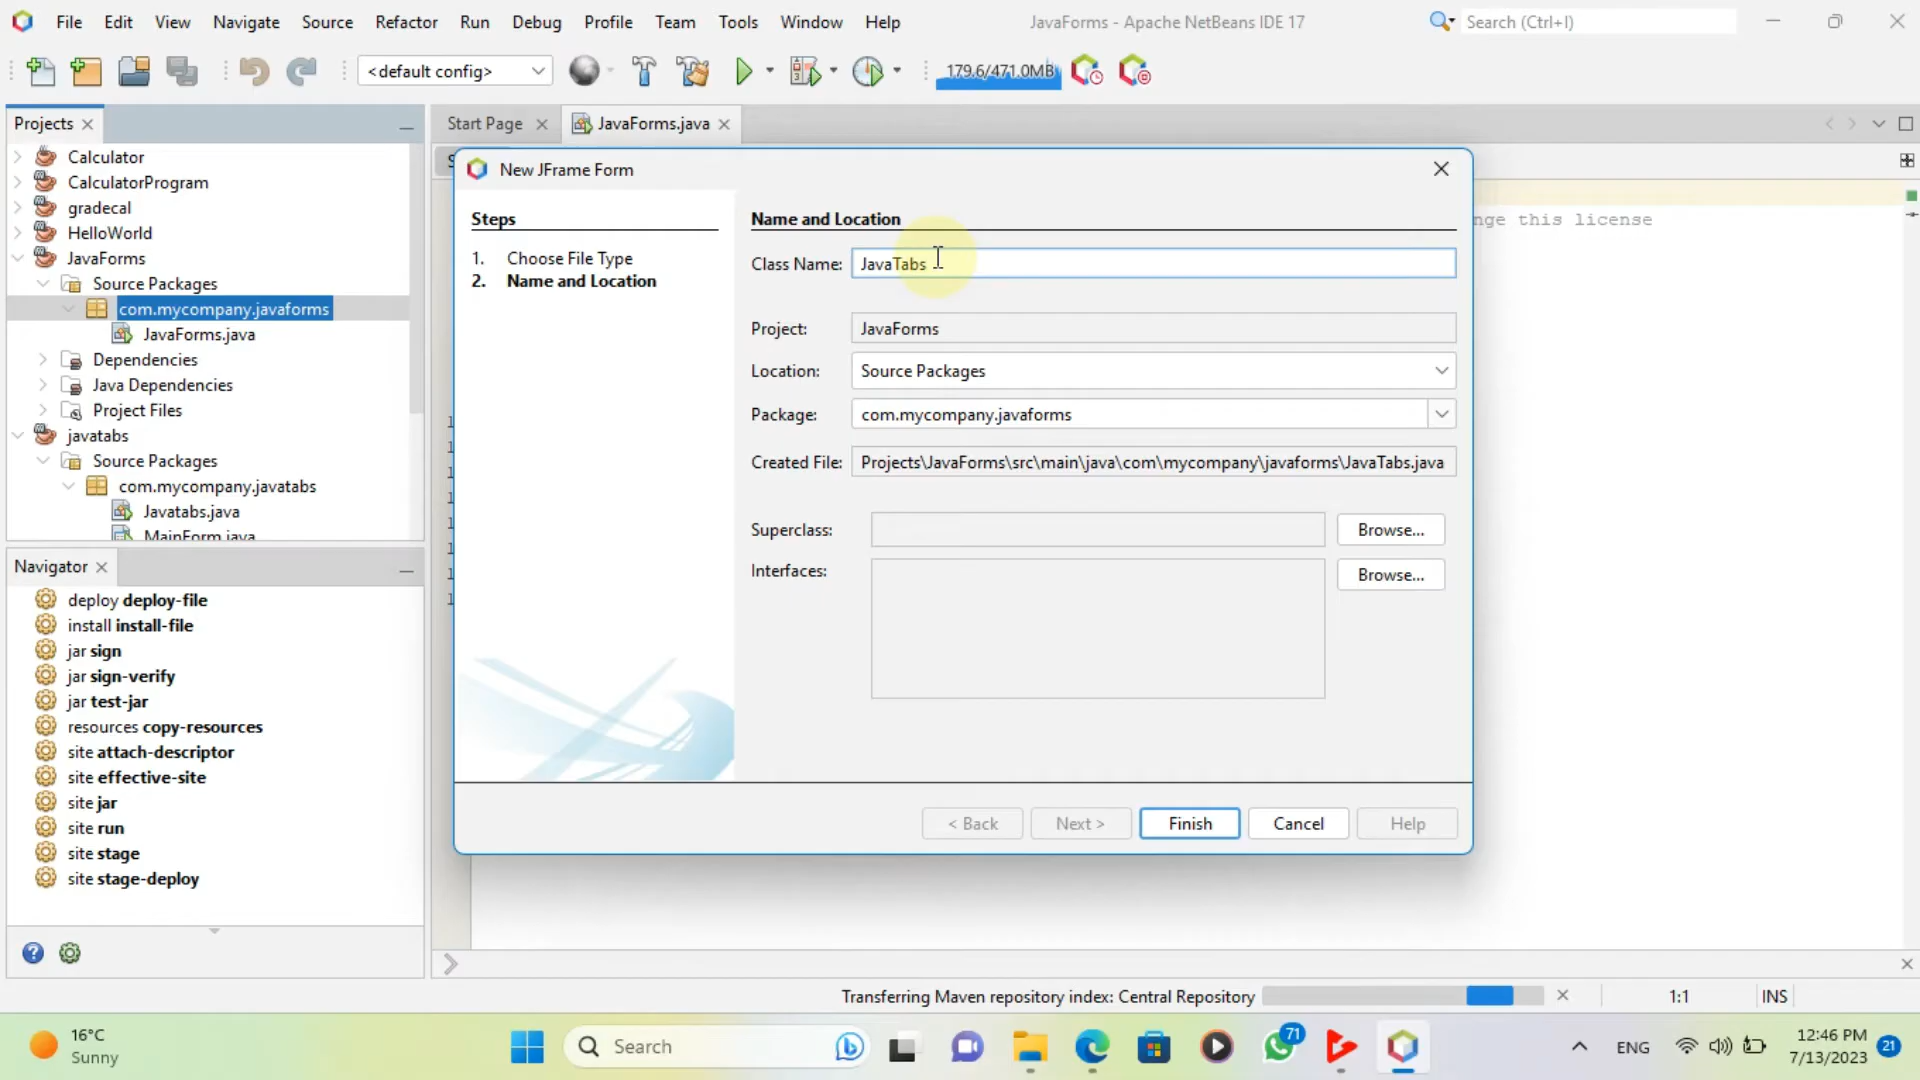 File Edit View Navigate Source Refactor Run Debug Profile Team Tools Window Help
JavaForms - Apache NetBeans IDE 17
Search (Ctrl+I)
<default config>
179.6/471.0MB
Projects
Start Page
JavaForms.java
Calculator
CalculatorProgram
gradecal
HelloWorld
JavaForms
Source Packages
com.mycompany.javaforms
JavaForms.java
Dependencies
Java Dependencies
Project Files
javatabs
Source Packages
com.mycompany.javatabs
Javatabs.java
MainForm.java
Navigator
deploy deploy-file
install install-file
jar sign
jar sign-verify
jar test-jar
resources copy-resources
site attach-descriptor
site effective-site
site jar
site run
site stage
site stage-deploy
New JFrame Form
Steps
1. Choose File Type
2. Name and Location
Name and Location
Class Name: JavaTabs
Project: JavaForms
Location: Source Packages
Package: com.mycompany.javaforms
Created File: Projects\JavaForms\src\main\java\com\mycompany\javaforms\JavaTabs.java
Superclass: Browse...
Interfaces: Browse...
< Back Next > Finish Cancel Help
this license
Transferring Maven repository index: Central Repository
1:1 INS
16°C
Sunny
Search
71
ENG
12:46 PM
7/13/2023
21